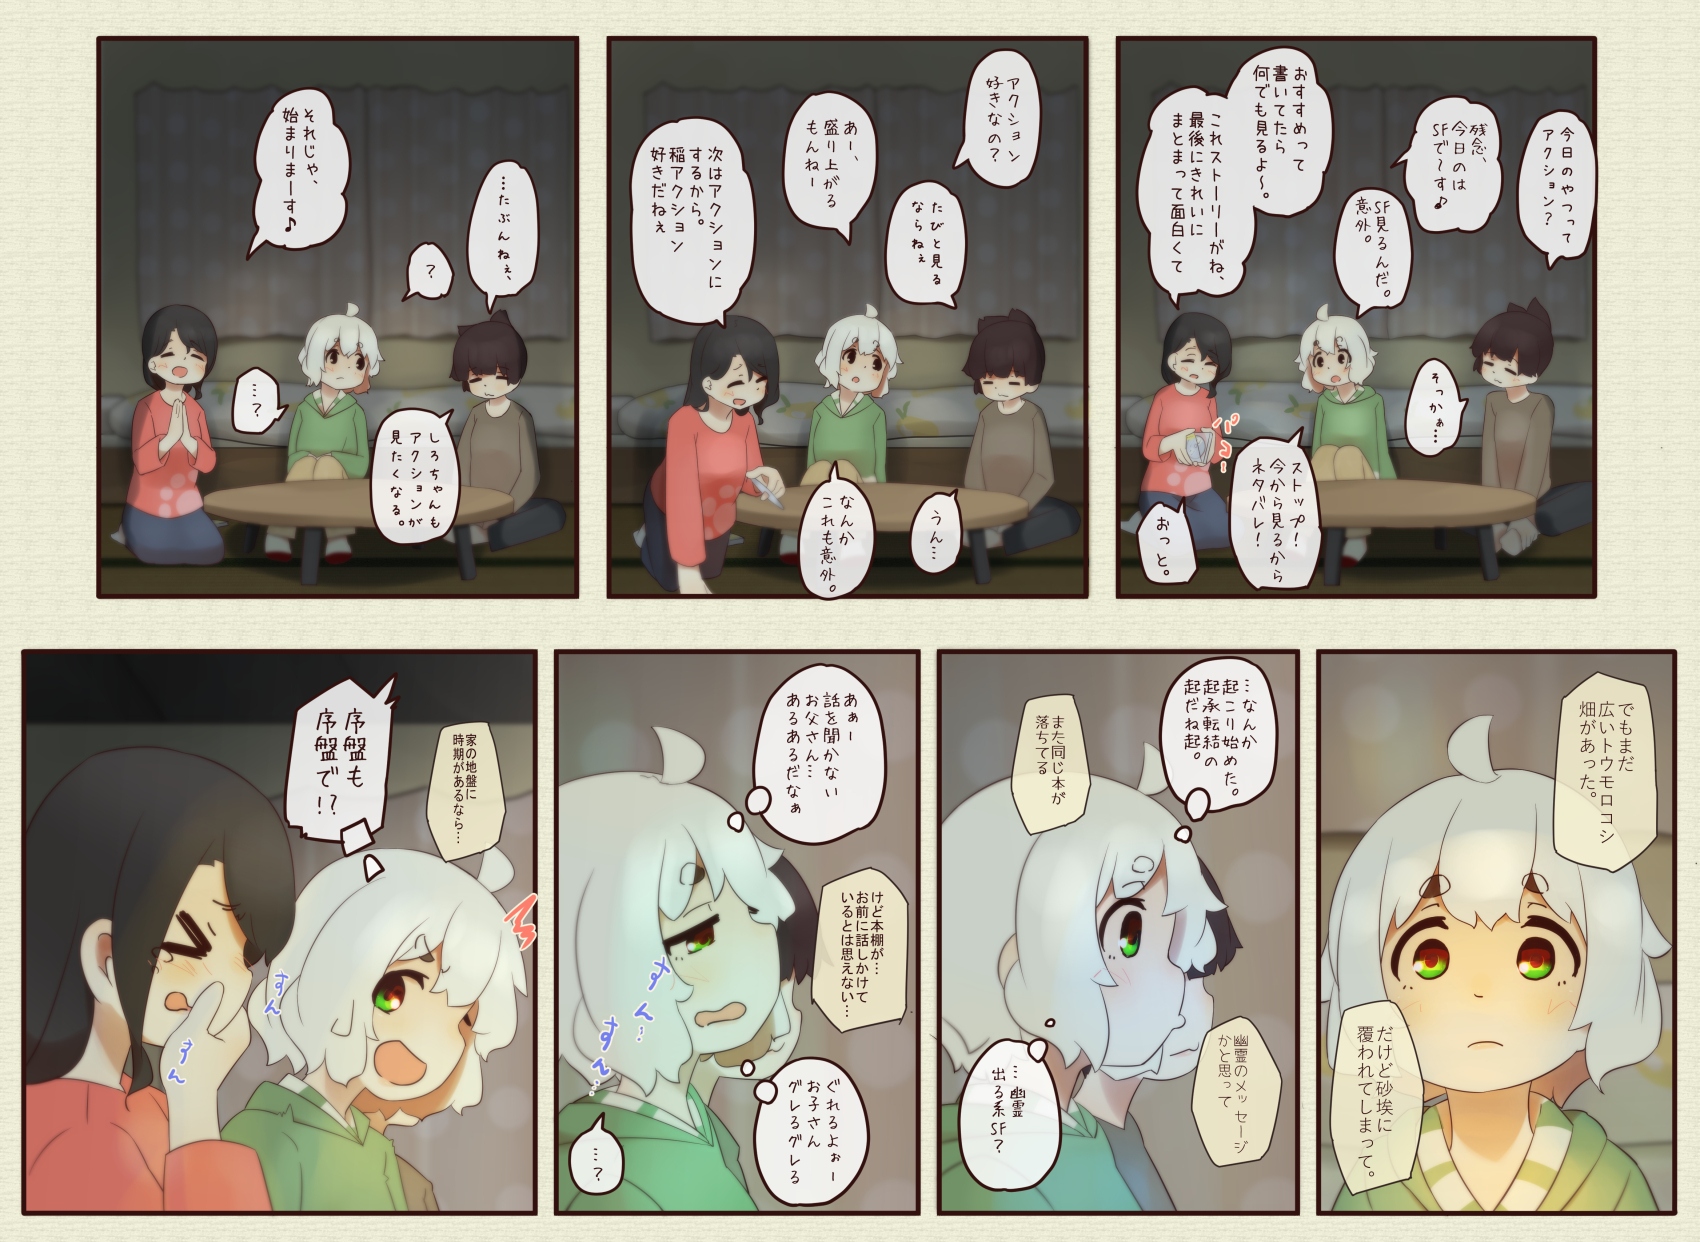 今日のやつって
アクション?
残念、
今日のは
SFで～す♪
SF見るんだ。
意外。
おすすめって
書いてたら
何でも見るよ～。
これストーリーがね、
最後にきれいに
まとまって面白くて
そっかぁ…
ストップ!
今から見るから
ネタバレ!
おっと。
アクション
好きなの?
あー、
盛り上がる
もんねー
たびと見る
ならねぇ
次はアクションに
するから。
稲アクション
好きだねぇ
うん…
なんか
これも意外。
…たぶんねぇ、
?
それじゃ、
始まりまーす♪
…?
しろちゃんも
アクションが
見たくなる。
でもまだ
広いトウモロコシ
畑があった。
だけど砂埃に
覆われてしまって。
…なんか
起こり始めた。
起承転結の
起だね起。
また同じ本が
落ちてる
幽霊のメッセージ
かと思って
…幽霊
出る系
SF?
あぁー
話を聞かない
お父さん…
あるあるだなぁ
けど本棚が…
お前に話しかけて
いるとは思えない…
すん…
すん…
ぐれるよぉー
お子さん
グレるグレる
…?
家の地盤に
時期があるなら…
序盤も
序盤で!?
すん
すん